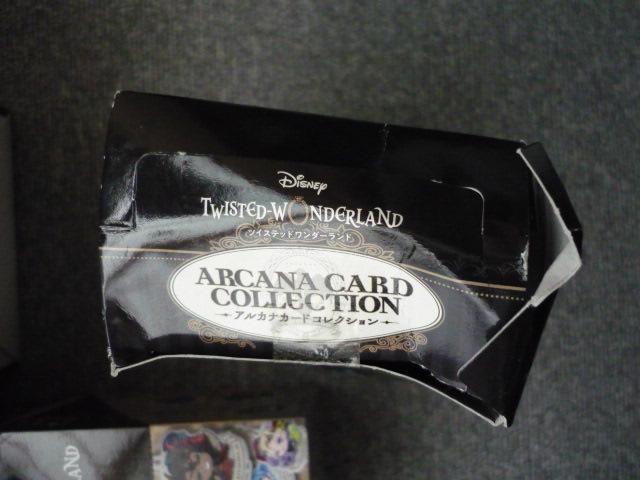 Disney
TWISTED-WONDERLAND
ツイステッドワンダーランド
ARCANA CARD
COLLECTION
アルカナカードコレクション
LAND